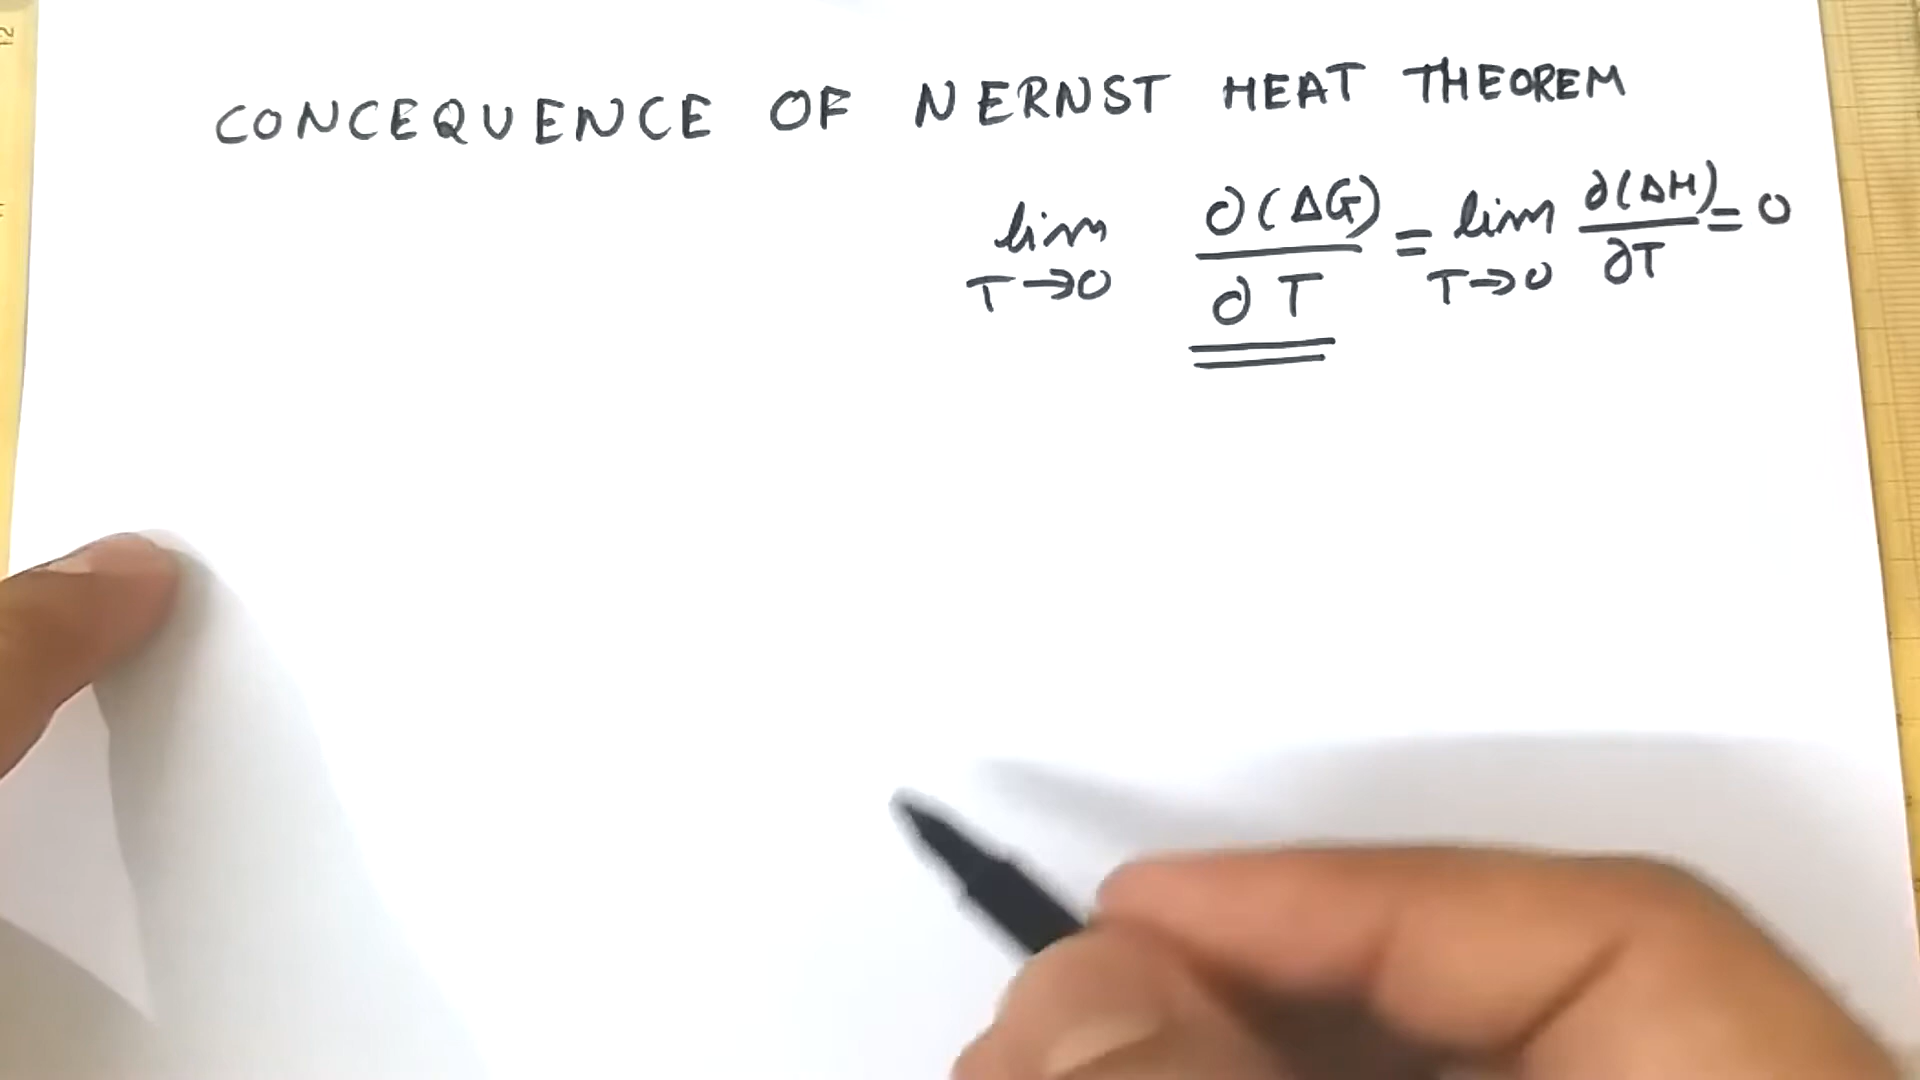 CONCEQUENCE OF NERNST HEAT THEOREM
lim T→0 ∂(ΔG)/∂T = lim T→0 ∂(ΔH)/∂T = 0